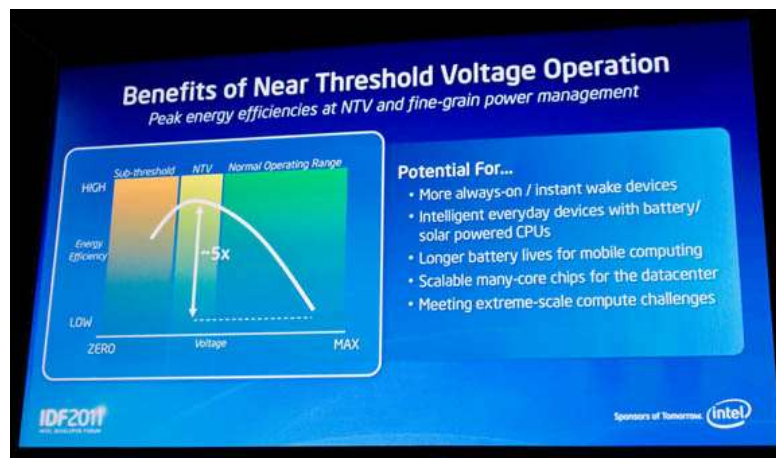 Benefits of Near Threshold Voltage Operation
Peak energy efficiencies at NTV and fine-grain power management
Sub-threshold NTV Normal Operating Range
HIGH
Energy
Efficiency
~5x
LOW
ZERO Voltage MAX
Potential For...
• More always-on / instant wake devices
• Intelligent everyday devices with battery/
solar powered CPUs
• Longer battery lives for mobile computing
• Scalable many-core chips for the datacenter
• Meeting extreme-scale compute challenges
IDF2011
INTEL DEVELOPER FORUM
Sponsors of Tomorrow. intel